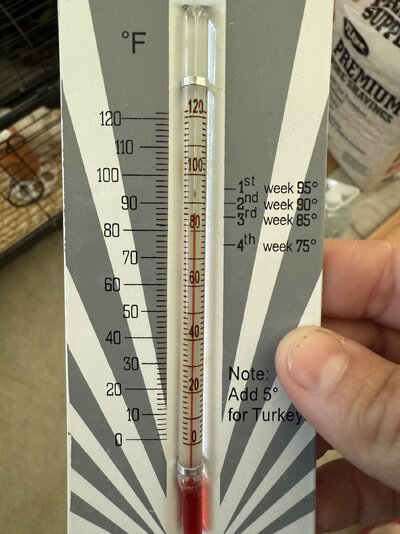 °F
120
110
100
90
80
70
60
50
40
30
20
10
0
120
100
80
60
40
20
0
1st week 95°
2nd week 90°
3rd week 85°
4th week 75°
Note:
Add 5°
for Turkey
PREMIUM